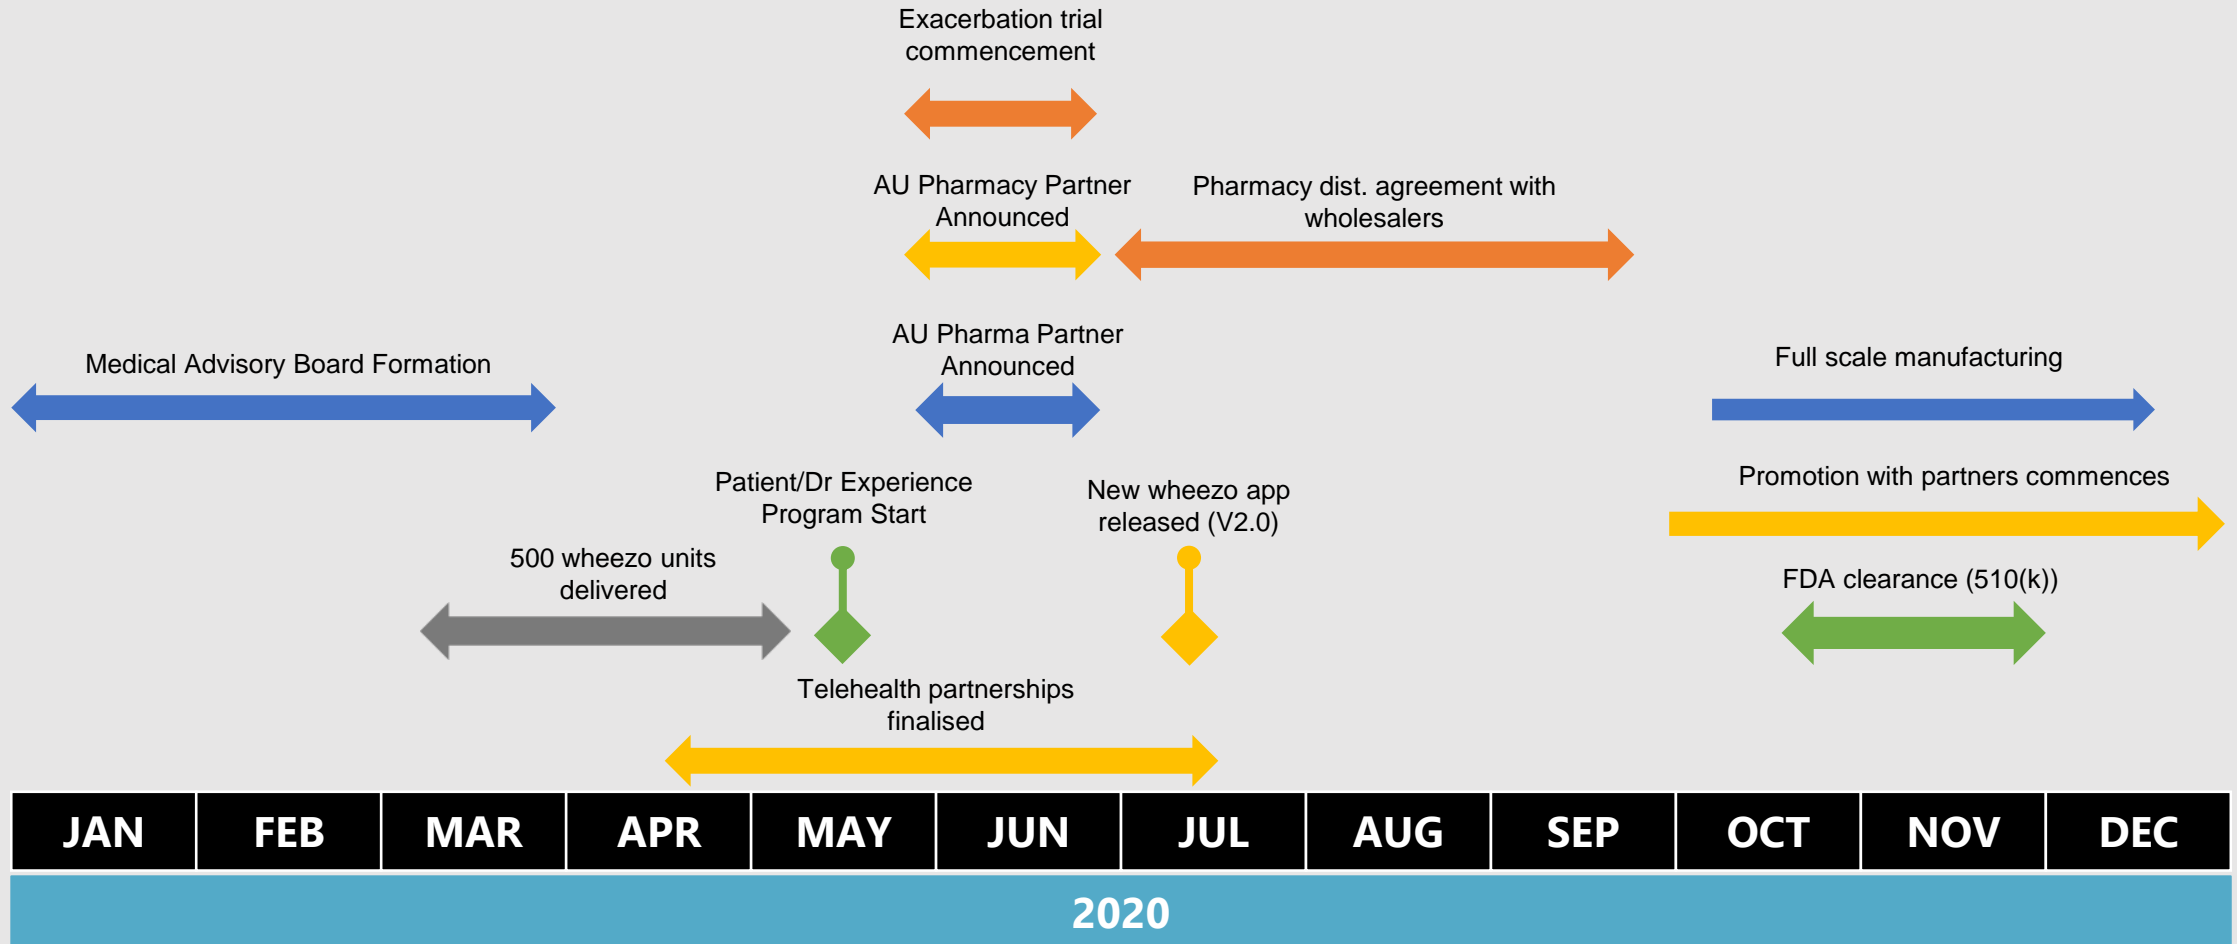 Exacerbation trial
commencement
AU Pharmacy Partner
Announced
Pharmacy dist. agreement with
wholesalers
AU Pharma Partner
Announced
Medical Advisory Board Formation
Full scale manufacturing
Patient/Dr Experience
Program Start
New wheezo app
released (V2.0)
Promotion with partners commences
500 wheezo units
delivered
FDA clearance (510(k))
Telehealth partnerships
finalised
JAN FEB MAR APR MAY JUN JUL AUG SEP OCT NOV DEC
2020